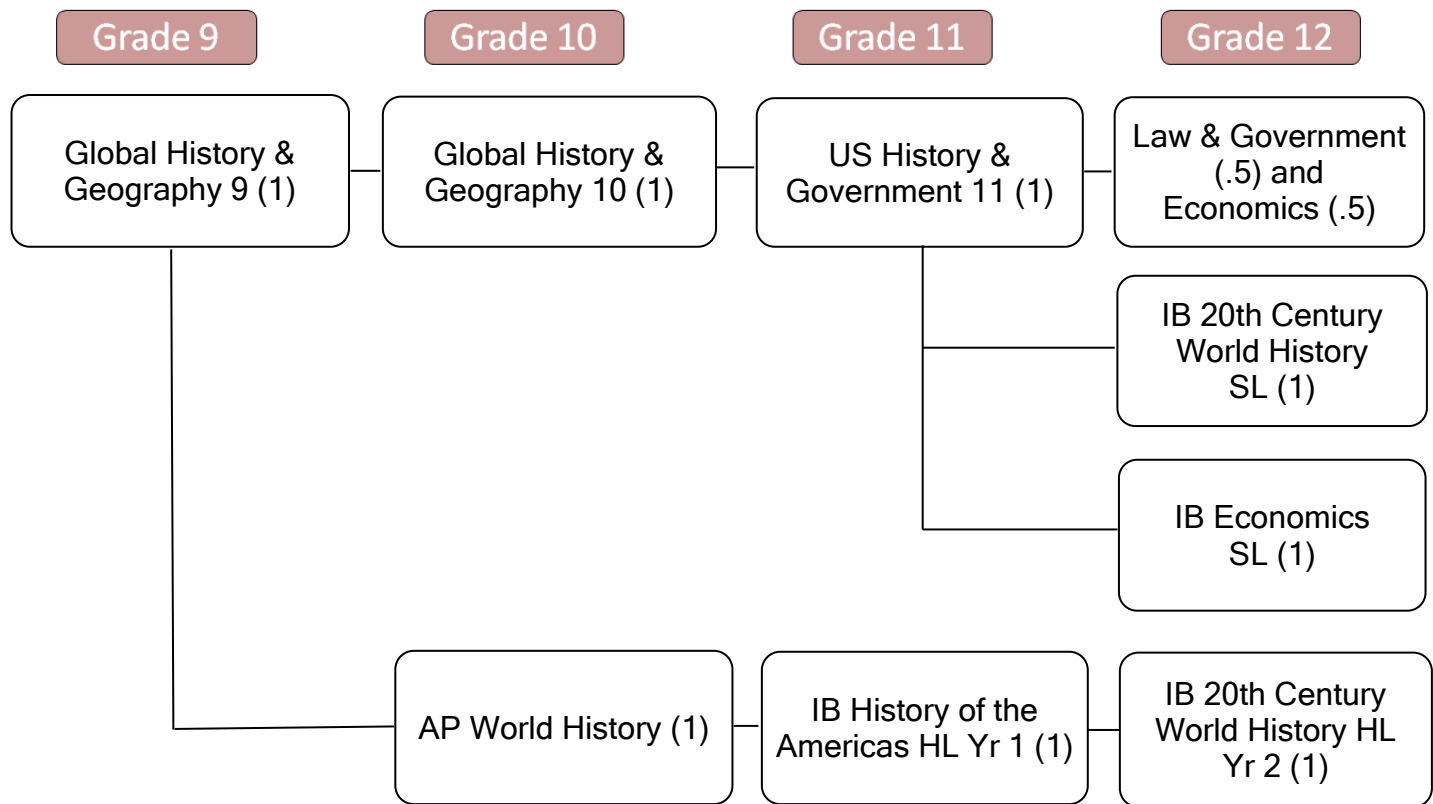 Grade 9
Grade 10
Grade 11
Grade 12
Global History &
Geography 9 (1)
Global History &
Geography 10 (1)
US History &
Government 11 (1)
Law & Government
(.5) and
Economics (.5)
IB 20th Century
World History
SL (1)
IB Economics
SL (1)
AP World History (1)
IB History of the
Americas HL Yr 1 (1)
IB 20th Century
World History HL
Yr 2 (1)